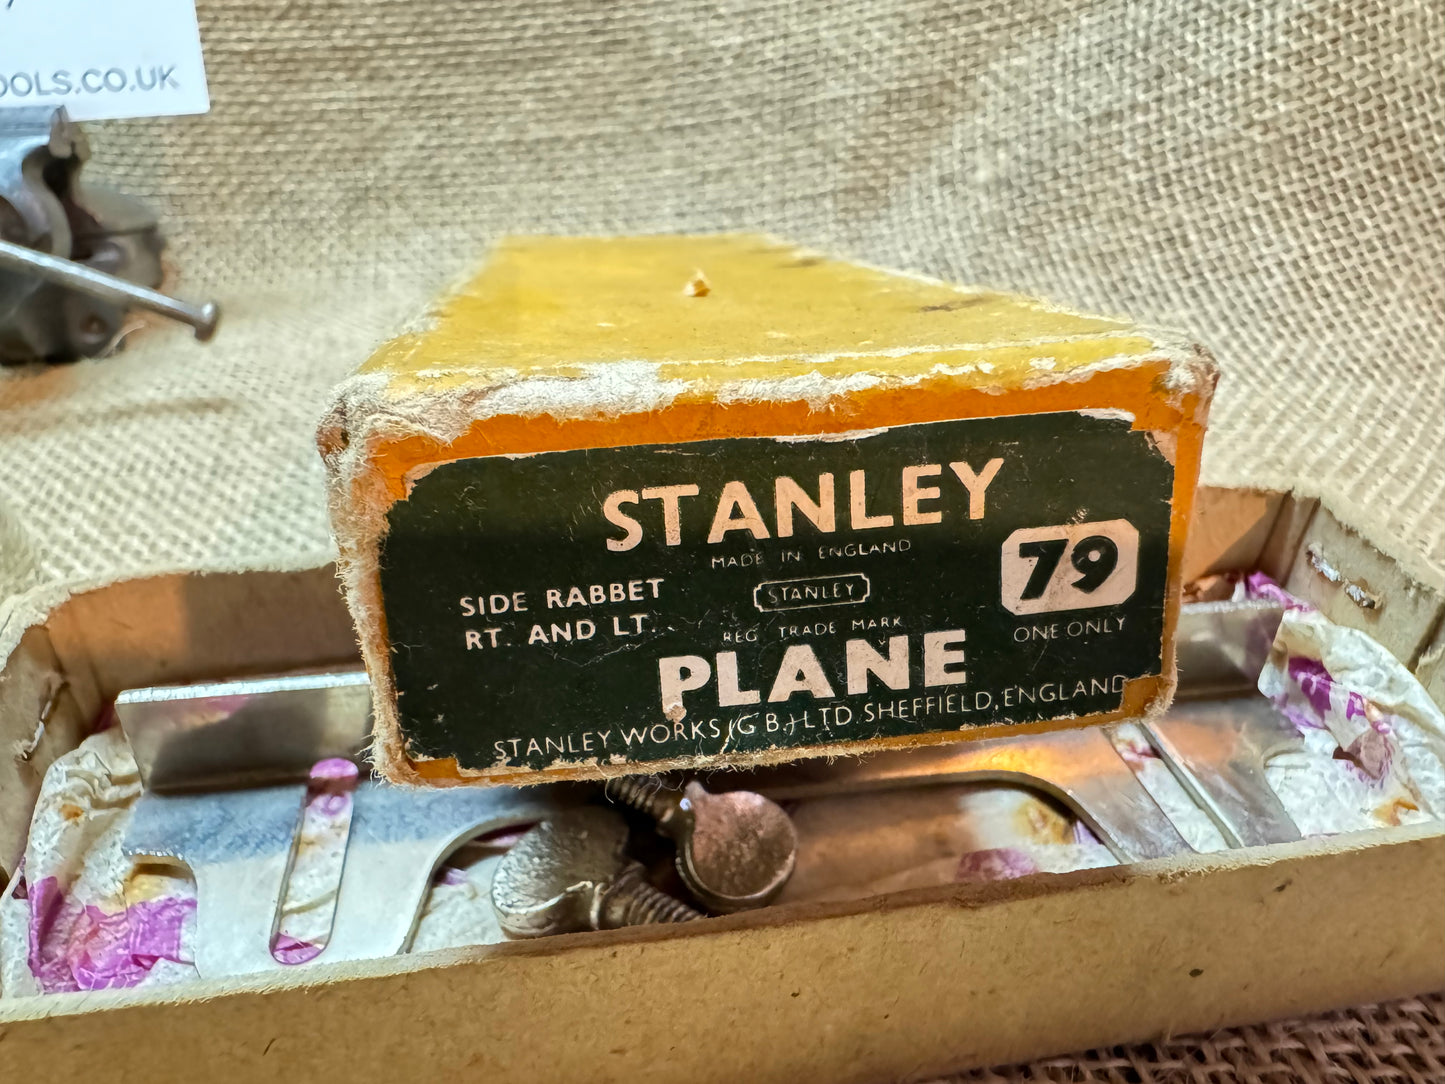 OOLS.CO.UK
STANLEY
MADE IN ENGLAND
SIDE RABBET
RT. AND LT.
STANLEY
REG TRADE MARK
79
ONE ONLY
PLANE
STANLEY WORKS (G B.) LTD SHEFFIELD, ENGLAND